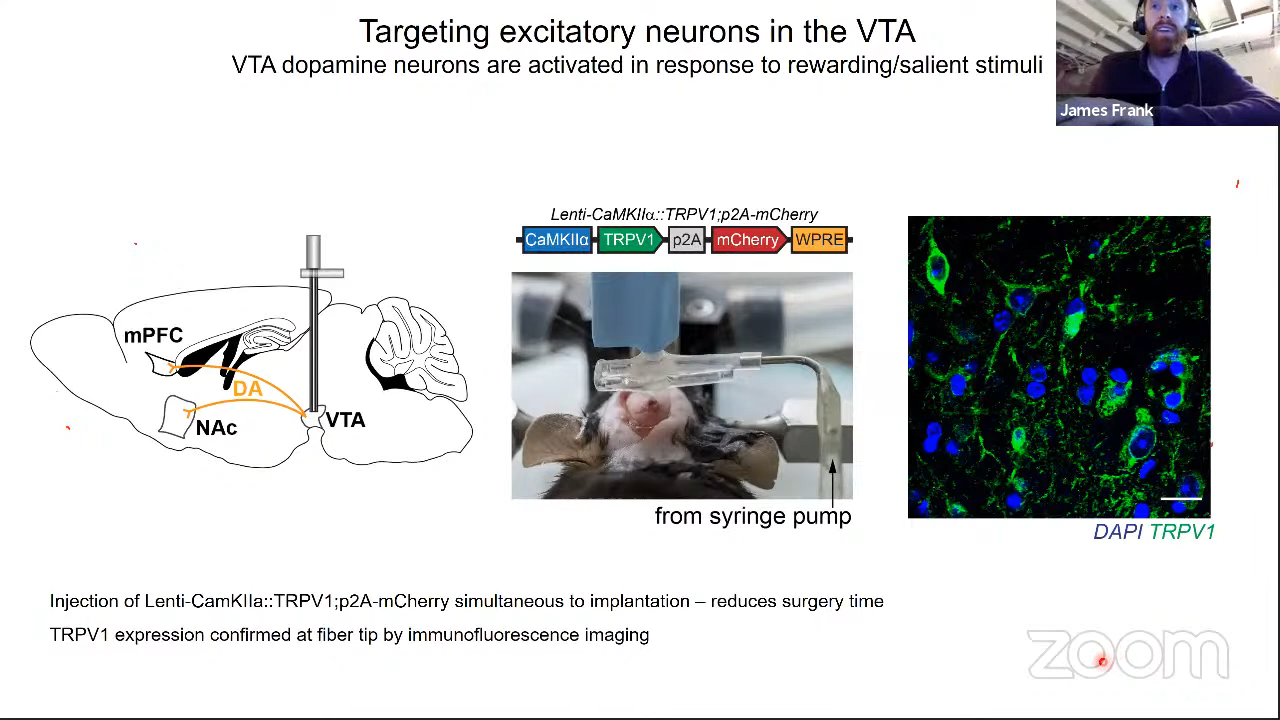 Targeting excitatory neurons in the VTA
VTA dopamine neurons are activated in response to rewarding/salient stimuli
James Frank
Lenti-CaMKIIα::TRPV1;p2A-mCherry
CaMKIIα TRPV1 p2A mCherry WPRE
mPFC
DA
NAc
VTA
from syringe pump
DAPI TRPV1
Injection of Lenti-CamKIIa::TRPV1;p2A-mCherry simultaneous to implantation – reduces surgery time
TRPV1 expression confirmed at fiber tip by immunofluorescence imaging
zoom